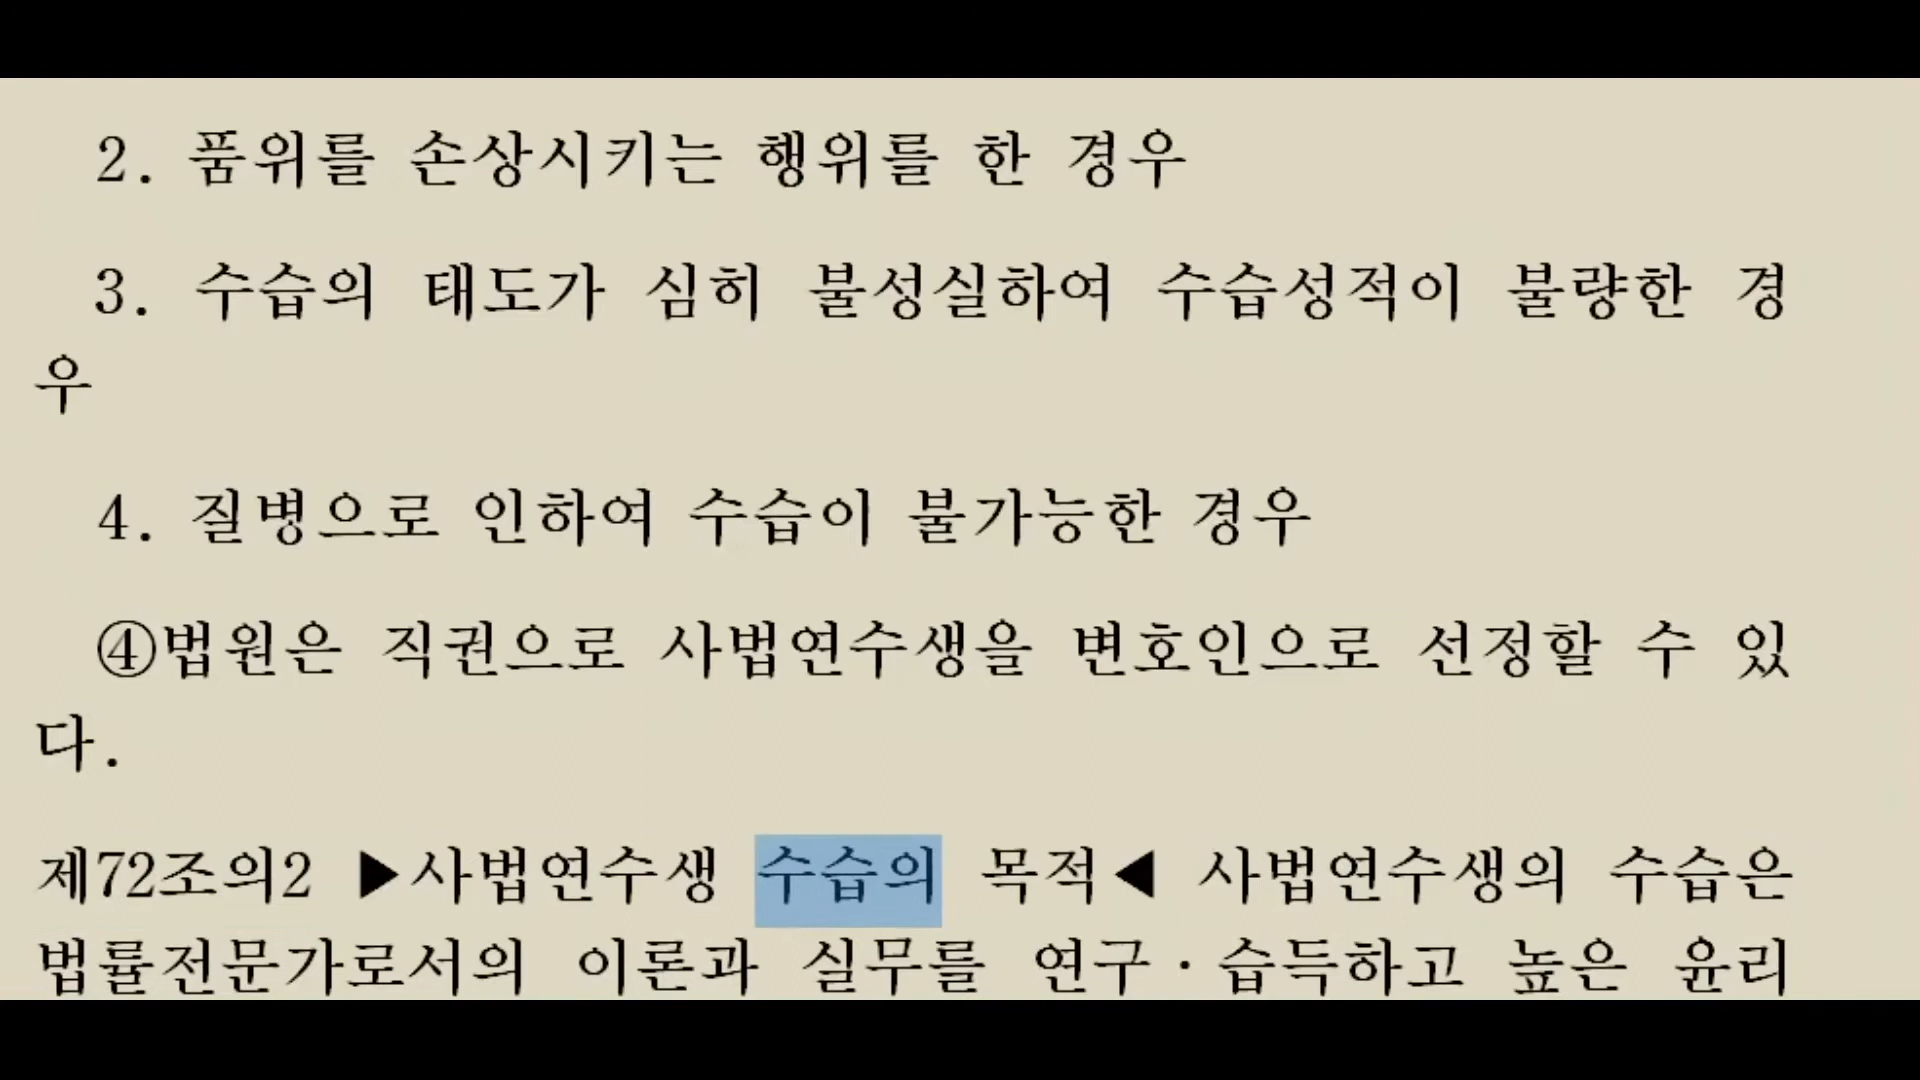 2. 품위를 손상시키는 행위를 한 경우
3. 수습의 태도가 심히 불성실하여 수습성적이 불량한 경
우
4. 질병으로 인하여 수습이 불가능한 경우
④법원은 직권으로 사법연수생을 변호인으로 선정할 수 있
다.
제72조의2 ▶사법연수생 수습의 목적◀ 사법연수생의 수습은
법률전문가로서의 이론과 실무를 연구·습득하고 높은 윤리